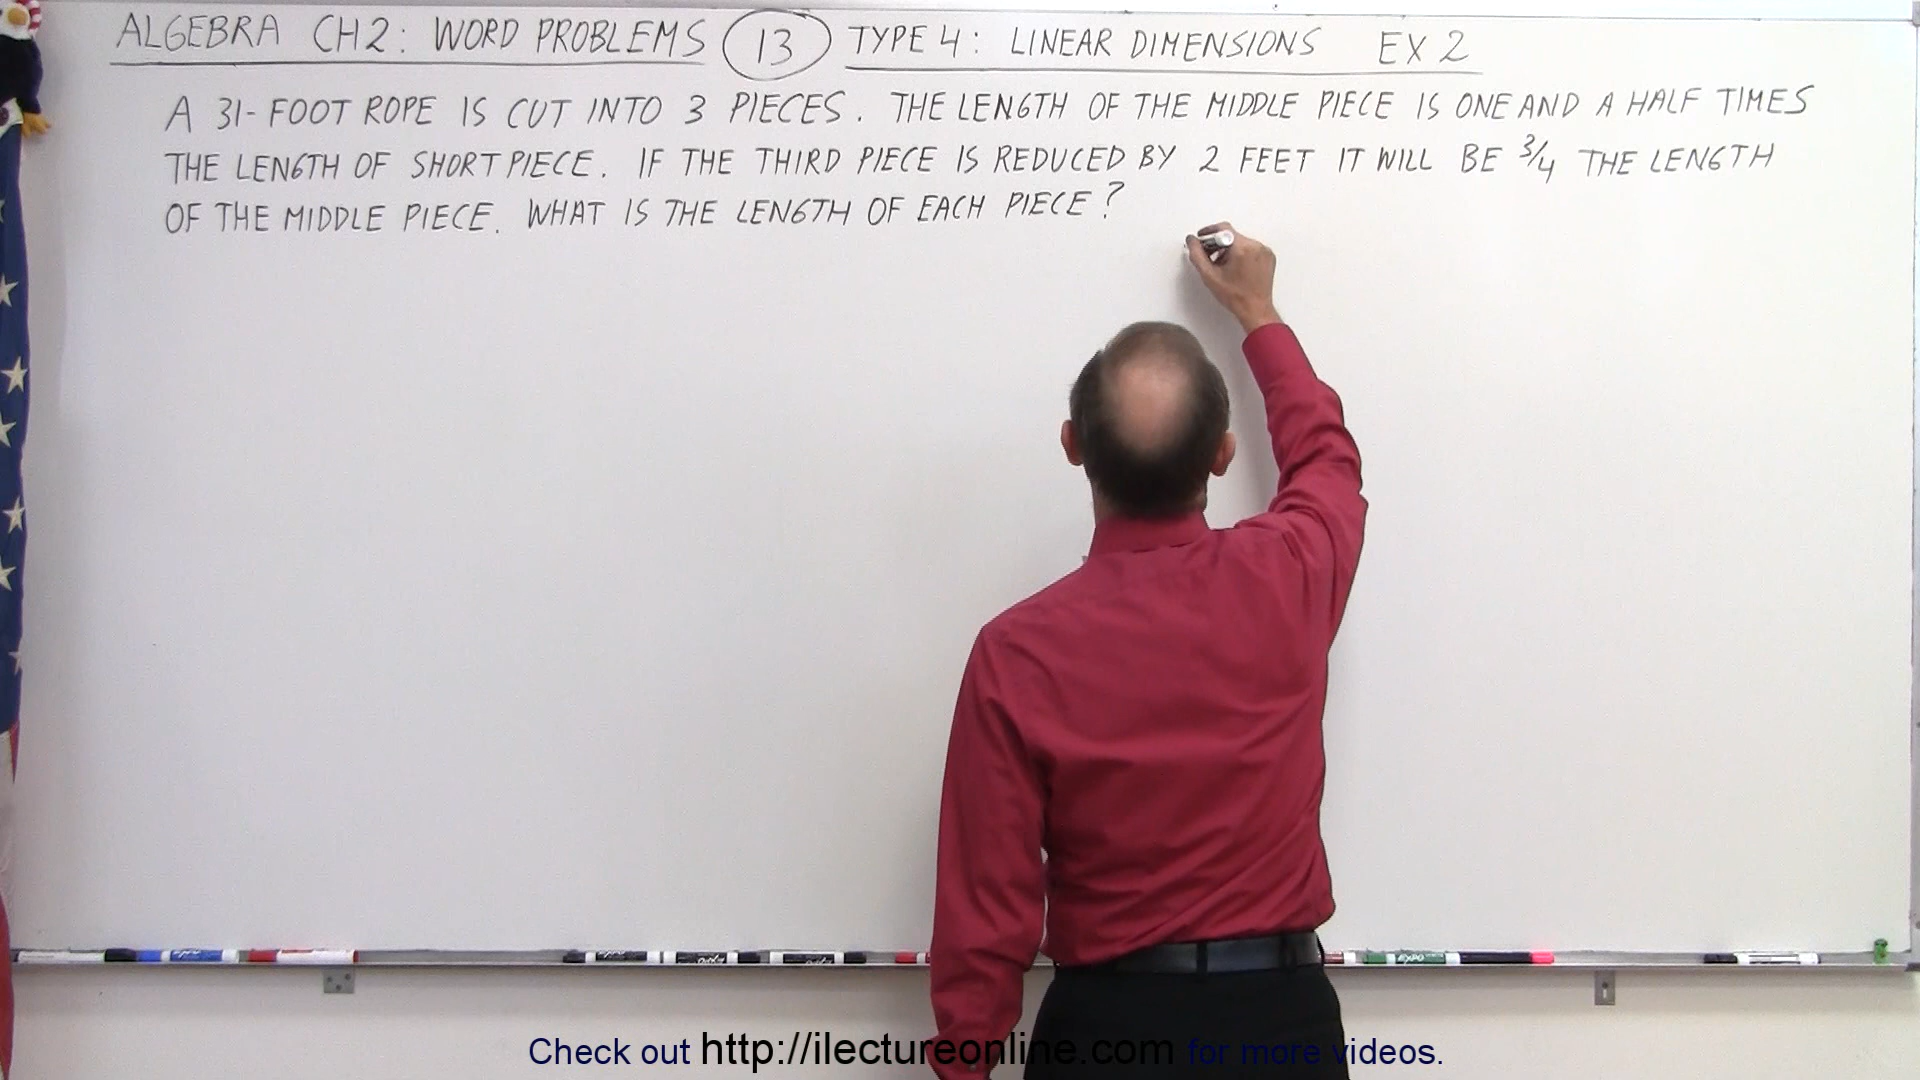 ALGEBRA CH2: WORD PROBLEMS 13 TYPE 4: LINEAR DIMENSIONS EX 2
A 31-FOOT ROPE IS CUT INTO 3 PIECES. THE LENGTH OF THE MIDDLE PIECE IS ONE AND A HALF TIMES
THE LENGTH OF SHORT PIECE. IF THE THIRD PIECE IS REDUCED BY 2 FEET IT WILL BE 3/4 THE LENGTH
OF THE MIDDLE PIECE. WHAT IS THE LENGTH OF EACH PIECE?
Check out http://ilectureonline.com for more videos.